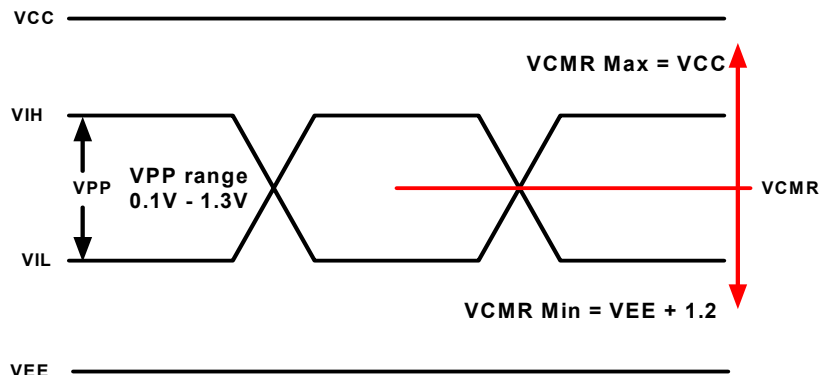 VCC
VCMR Max = VCC
VIH
VPP
VPP range
0.1V - 1.3V
VCMR
VIL
VCMR Min = VEE + 1.2
VEE